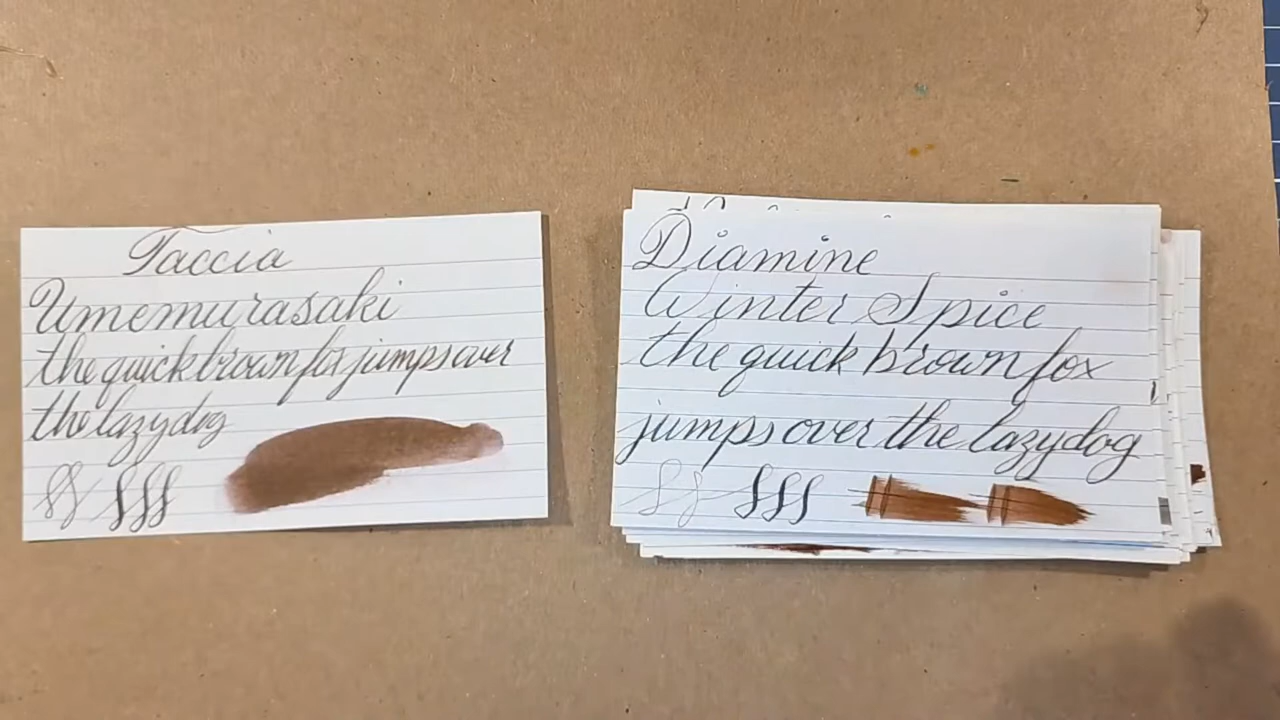 Taccia
Umemurasaki
the quick brown fox jumps over
the lazy dog
Diamine
Winter Spice
the quick brown fox
jumps over the lazy dog